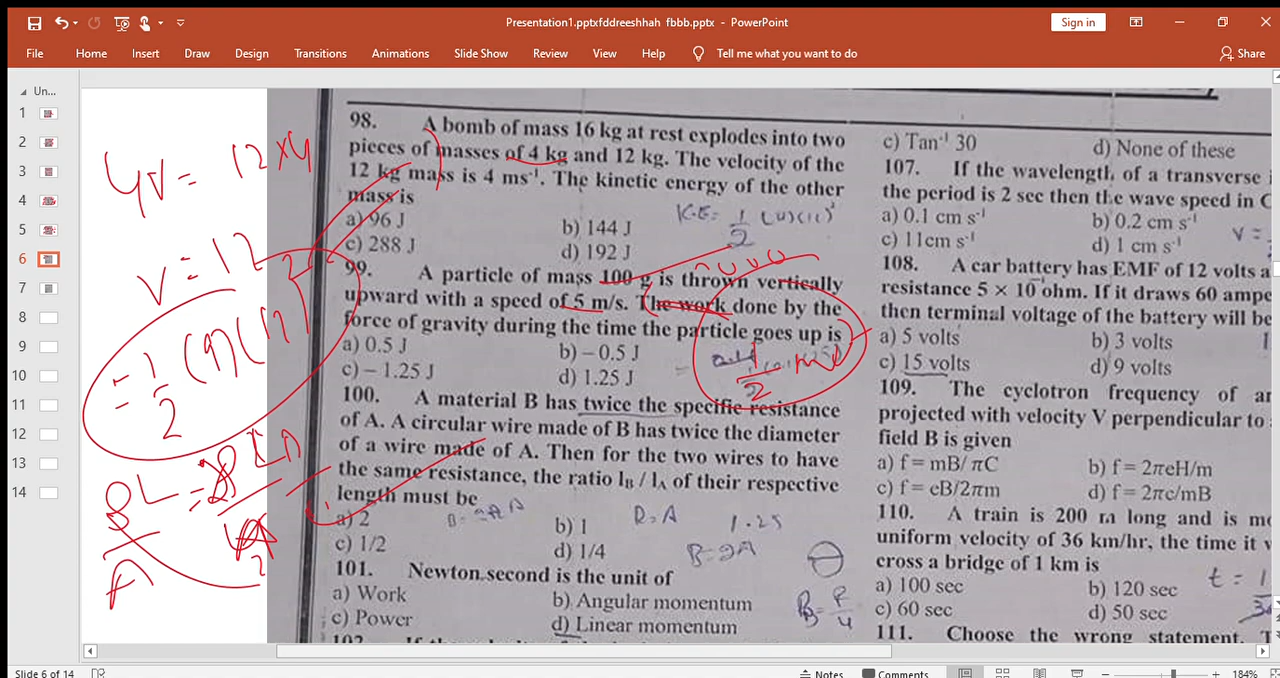 Presentation1.pptxfddreeshhah fbbb.pptx - PowerPoint
Sign in
File Home Insert Draw Design Transitions Animations Slide Show Review View Help Tell me what you want to do Share
Un...
1
2
3
4
5
6
7
8
9
10
11
12
13
14
4V = 12 × 4
V = 12
= 1/2
98. A bomb of mass 16 kg at rest explodes into two
pieces of masses of 4 kg and 12 kg. The velocity of the
12 kg mass is 4 ms⁻¹. The kinetic energy of the other
mass is
K.E =
a) 96 J b) 144 J
c) 288 J d) 192 J
99. A particle of mass 100 g is thrown vertically
upward with a speed of 5 m/s. The work done by the
force of gravity during the time the particle goes up is
a) 0.5 J b) – 0.5 J
c) – 1.25 J d) 1.25 J
1/2
100. A material B has twice the specific resistance
of A. A circular wire made of B has twice the diameter
of a wire made of A. Then for the two wires to have
the same resistance, the ratio lB / lA of their respective
length must be
a) 2 b) 1
c) 1/2 d) 1/4
1.25
101. Newton.second is the unit of
a) Work b) Angular momentum
c) Power d) Linear momentum
c) Tan⁻¹ 30 d) None of these
107. If the wavelength of a transverse
the period is 2 sec then the wave speed in C
a) 0.1 cm s⁻¹ b) 0.2 cm s⁻¹
V =
c) 11cm s⁻¹ d) 1 cm s⁻¹
108. A car battery has EMF of 12 volts a
resistance 5 × 10⁻ ohm. If it draws 60 ampe
then terminal voltage of the battery will be
a) 5 volts b) 3 volts
c) 15 volts d) 9 volts
109. The cyclotron frequency of an
projected with velocity V perpendicular to
field B is given
a) f = mB/ πC b) f = 2πeH/m
c) f = eB/2πm d) f = 2πc/mB
110. A train is 200 m long and is mo
uniform velocity of 36 km/hr, the time it
cross a bridge of 1 km is
t =
a) 100 sec b) 120 sec
c) 60 sec d) 50 sec
111. Choose the wrong statement. T
Slide 6 of 14
Notes Comments 184%